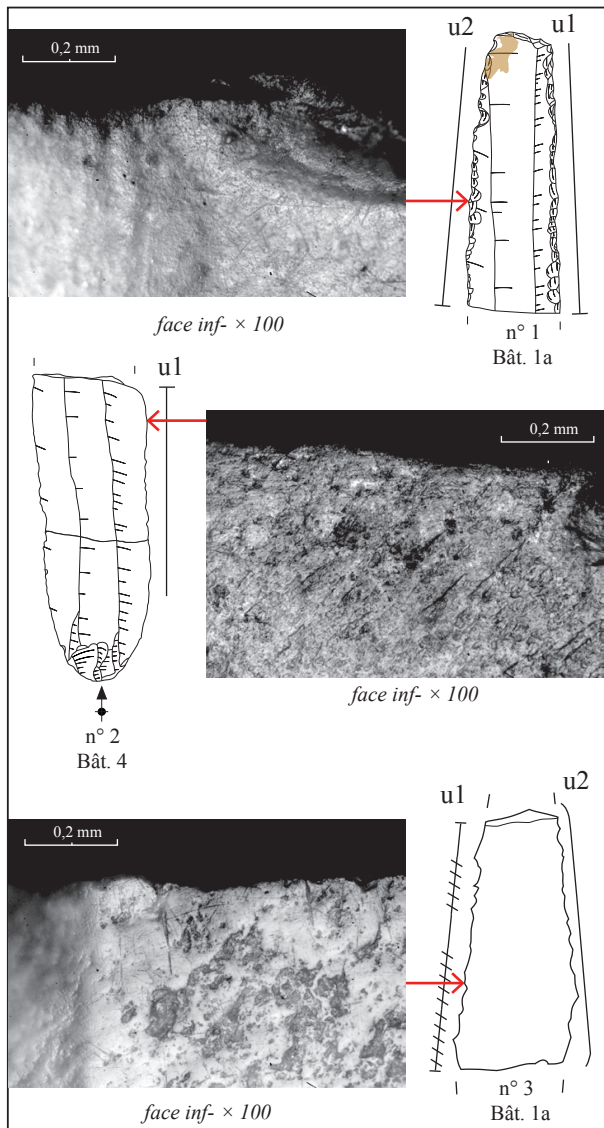 0,2 mm
u2
u1
face inf- × 100
n° 1
Bât. 1a
u1
0,2 mm
face inf- × 100
n° 2
Bât. 4
u1
u2
0,2 mm
face inf- × 100
n° 3
Bât. 1a